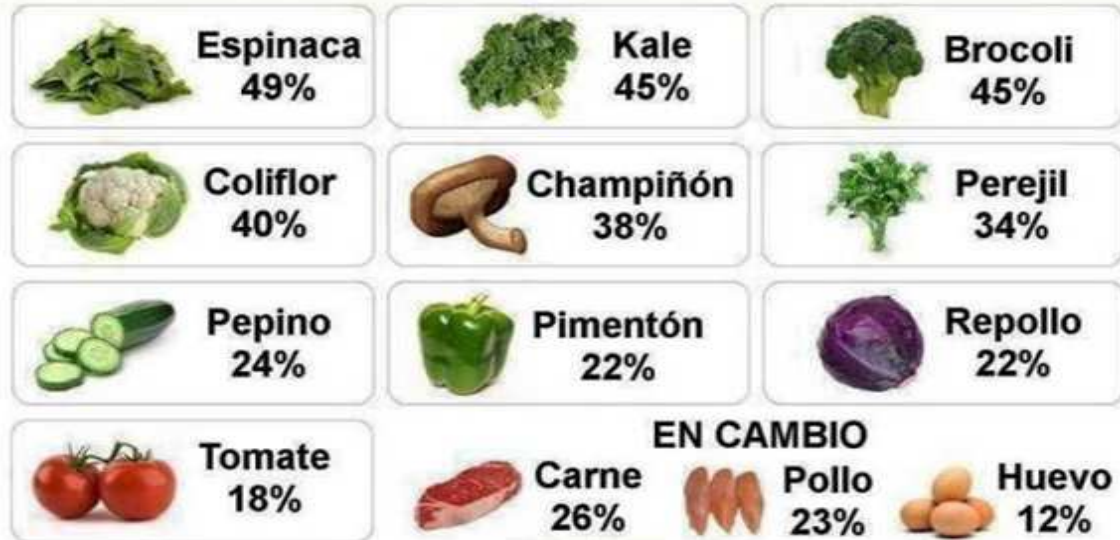 Espinaca
49%
Kale
45%
Brocoli
45%
Coliflor
40%
Champiñón
38%
Perejil
34%
Pepino
24%
Pimentón
22%
Repollo
22%
Tomate
18%
EN CAMBIO
Carne
26%
Pollo
23%
Huevo
12%